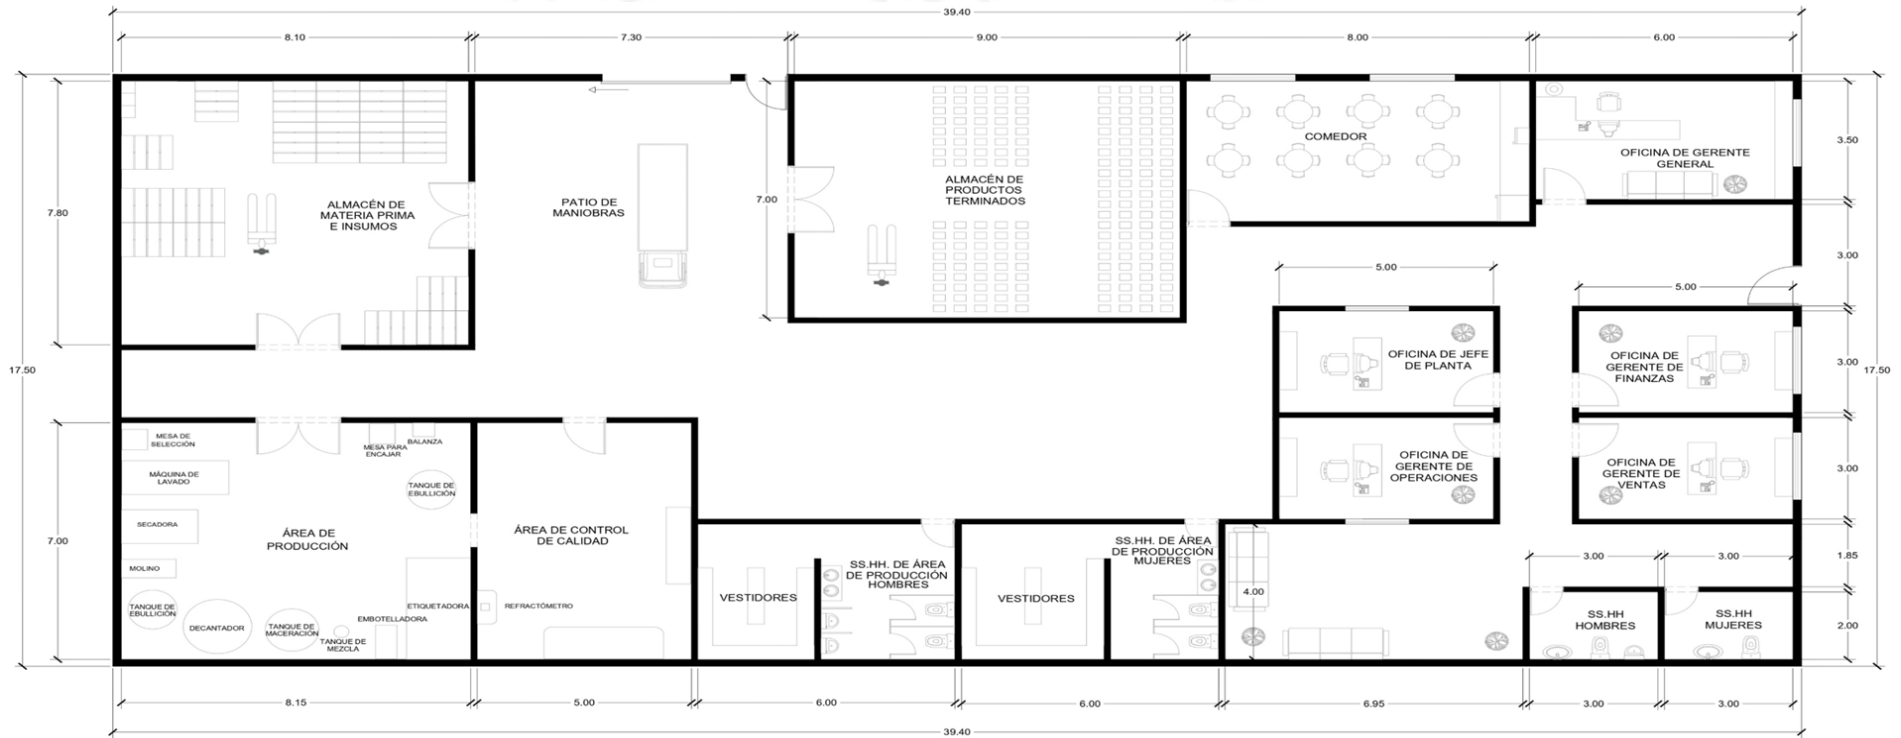 39.40
8.10
7.30
9.00
8.00
6.00
COMEDOR
OFICINA DE GERENTE
GENERAL
3.50
ALMACÉN DE
MATERIA PRIMA
E INSUMOS
7.80
PATIO DE
MANIOBRAS
7.00
ALMACÉN DE
PRODUCTOS
TERMINADOS
3.00
5.00
5.00
17.50
OFICINA DE JEFE
DE PLANTA
OFICINA DE
GERENTE DE
FINANZAS
3.00
17.50
MESA DE
SELECCIÓN
MESA PARA
ENCAJAR
BALANZA
MÁQUINA DE
LAVADO
TANQUE DE
EBULLICIÓN
OFICINA DE
GERENTE DE
OPERACIONES
OFICINA DE
GERENTE DE
VENTAS
3.00
SECADORA
ÁREA DE
PRODUCCIÓN
7.00
ÁREA DE CONTROL
DE CALIDAD
MOLINO
SS.HH. DE ÁREA
DE PRODUCCIÓN
HOMBRES
SS.HH. DE ÁREA
DE PRODUCCIÓN
MUJERES
3.00
3.00
1.85
VESTIDORES
VESTIDORES
4.00
TANQUE DE
EBULLICIÓN
DECANTADOR
TANQUE DE
MACERACIÓN
TANQUE DE
MEZCLA
EMBOTELLADORA
ETIQUETADORA
REFRACTÓMETRO
SS.HH
HOMBRES
SS.HH
MUJERES
2.00
8.15
5.00
6.00
6.00
6.95
3.00
3.00
39.40